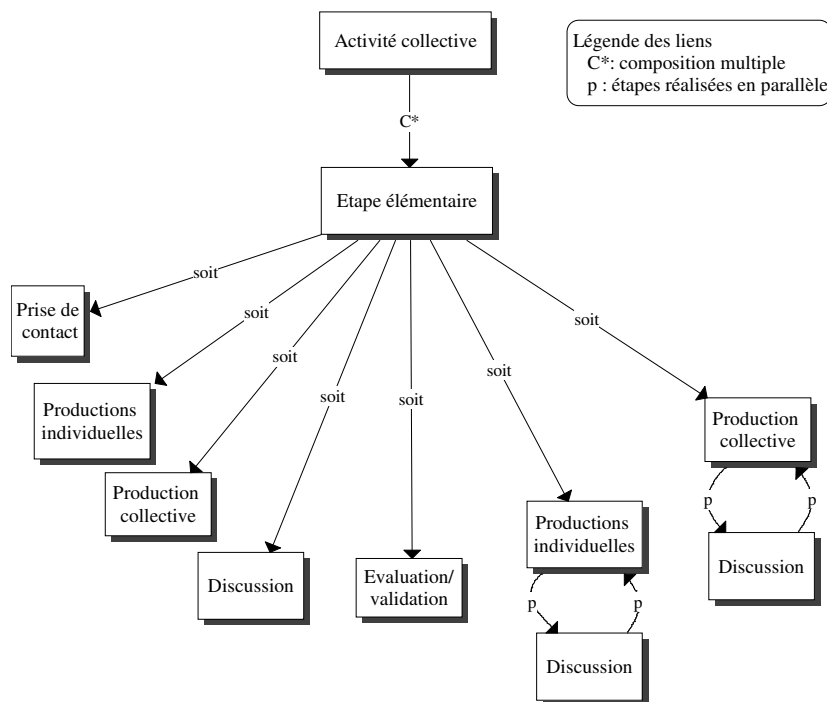 Activité collective
Légende des liens
C*: composition multiple
p : étapes réalisées en parallèle
C*
Etape élémentaire
soit
soit
soit
soit
soit
soit
soit
Prise de
contact
Productions
individuelles
Production
collective
Discussion
Evaluation/
validation
Productions
individuelles
p
p
Discussion
Production
collective
p
p
Discussion